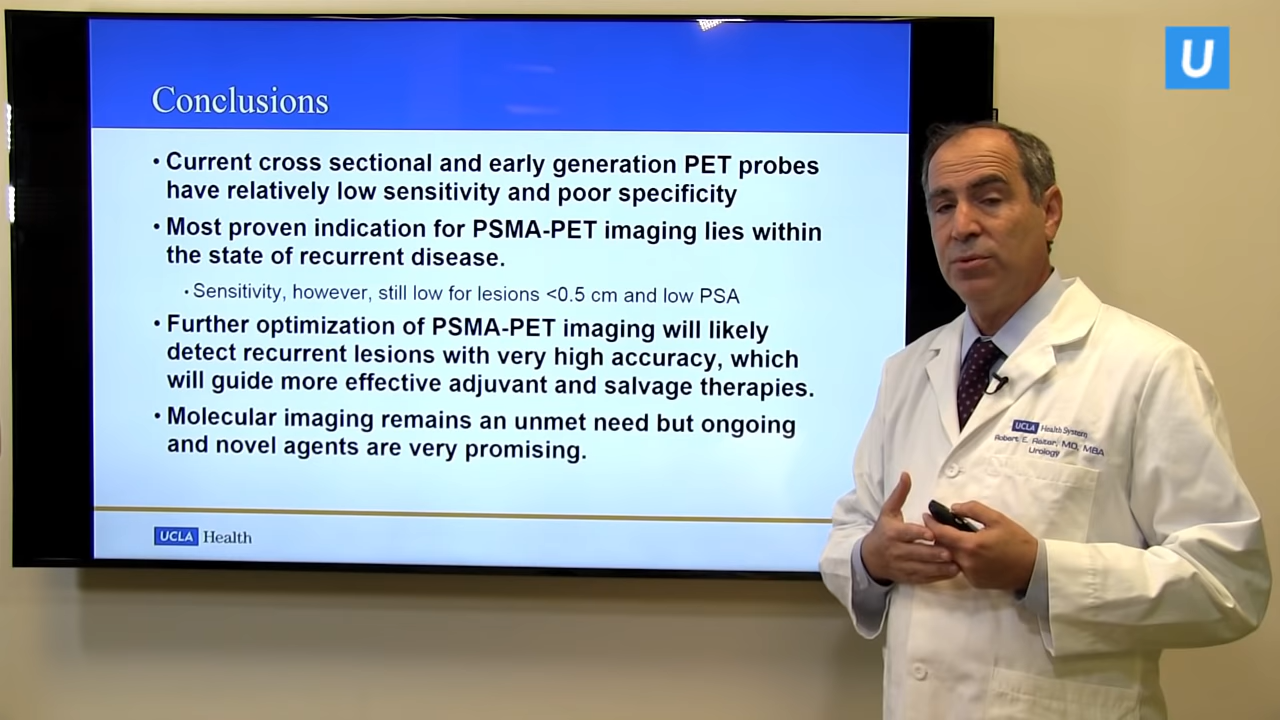 U
Conclusions
• Current cross sectional and early generation PET probes
have relatively low sensitivity and poor specificity
• Most proven indication for PSMA-PET imaging lies within
the state of recurrent disease.
• Sensitivity, however, still low for lesions <0.5 cm and low PSA
• Further optimization of PSMA-PET imaging will likely
detect recurrent lesions with very high accuracy, which
will guide more effective adjuvant and salvage therapies.
• Molecular imaging remains an unmet need but ongoing
and novel agents are very promising.
UCLA Health
UCLA Health System
Robert E. Reiter, MD, MBA
Urology